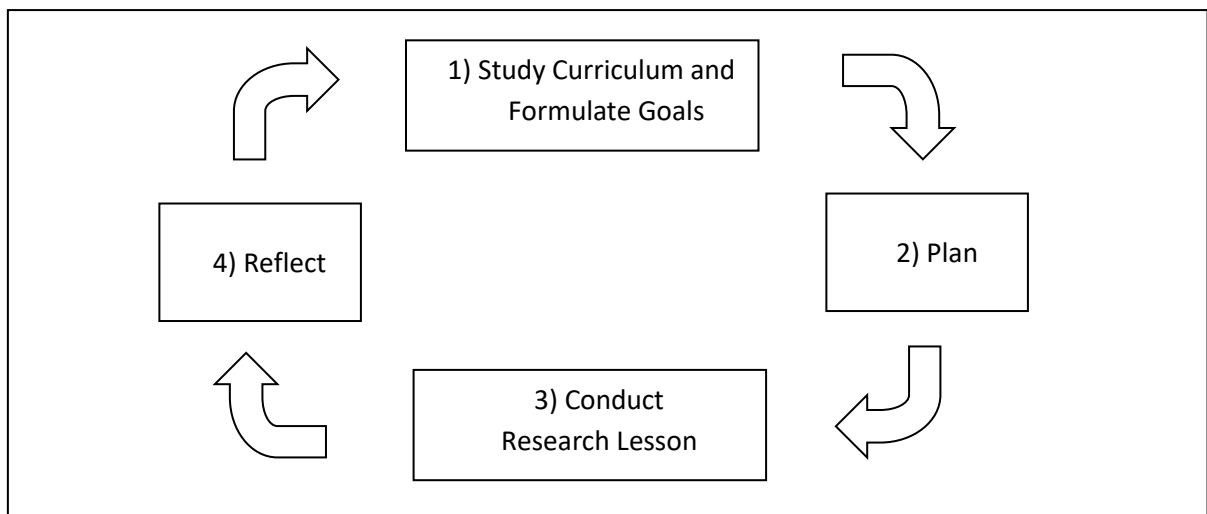 1) Study Curriculum and
Formulate Goals
2) Plan
3) Conduct
Research Lesson
4) Reflect